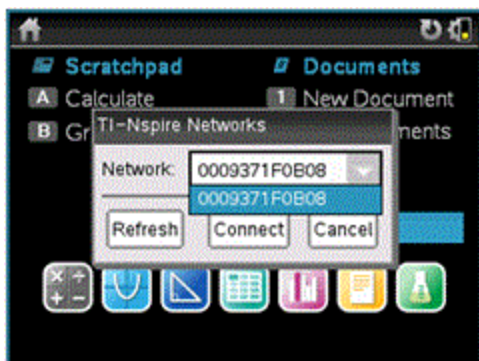 Scratchpad
Documents
A Calculate
1 New Document
B Gr
ments
TI-Nspire Networks
Network: 0009371F0B08
0009371F0B08
Refresh Connect Cancel